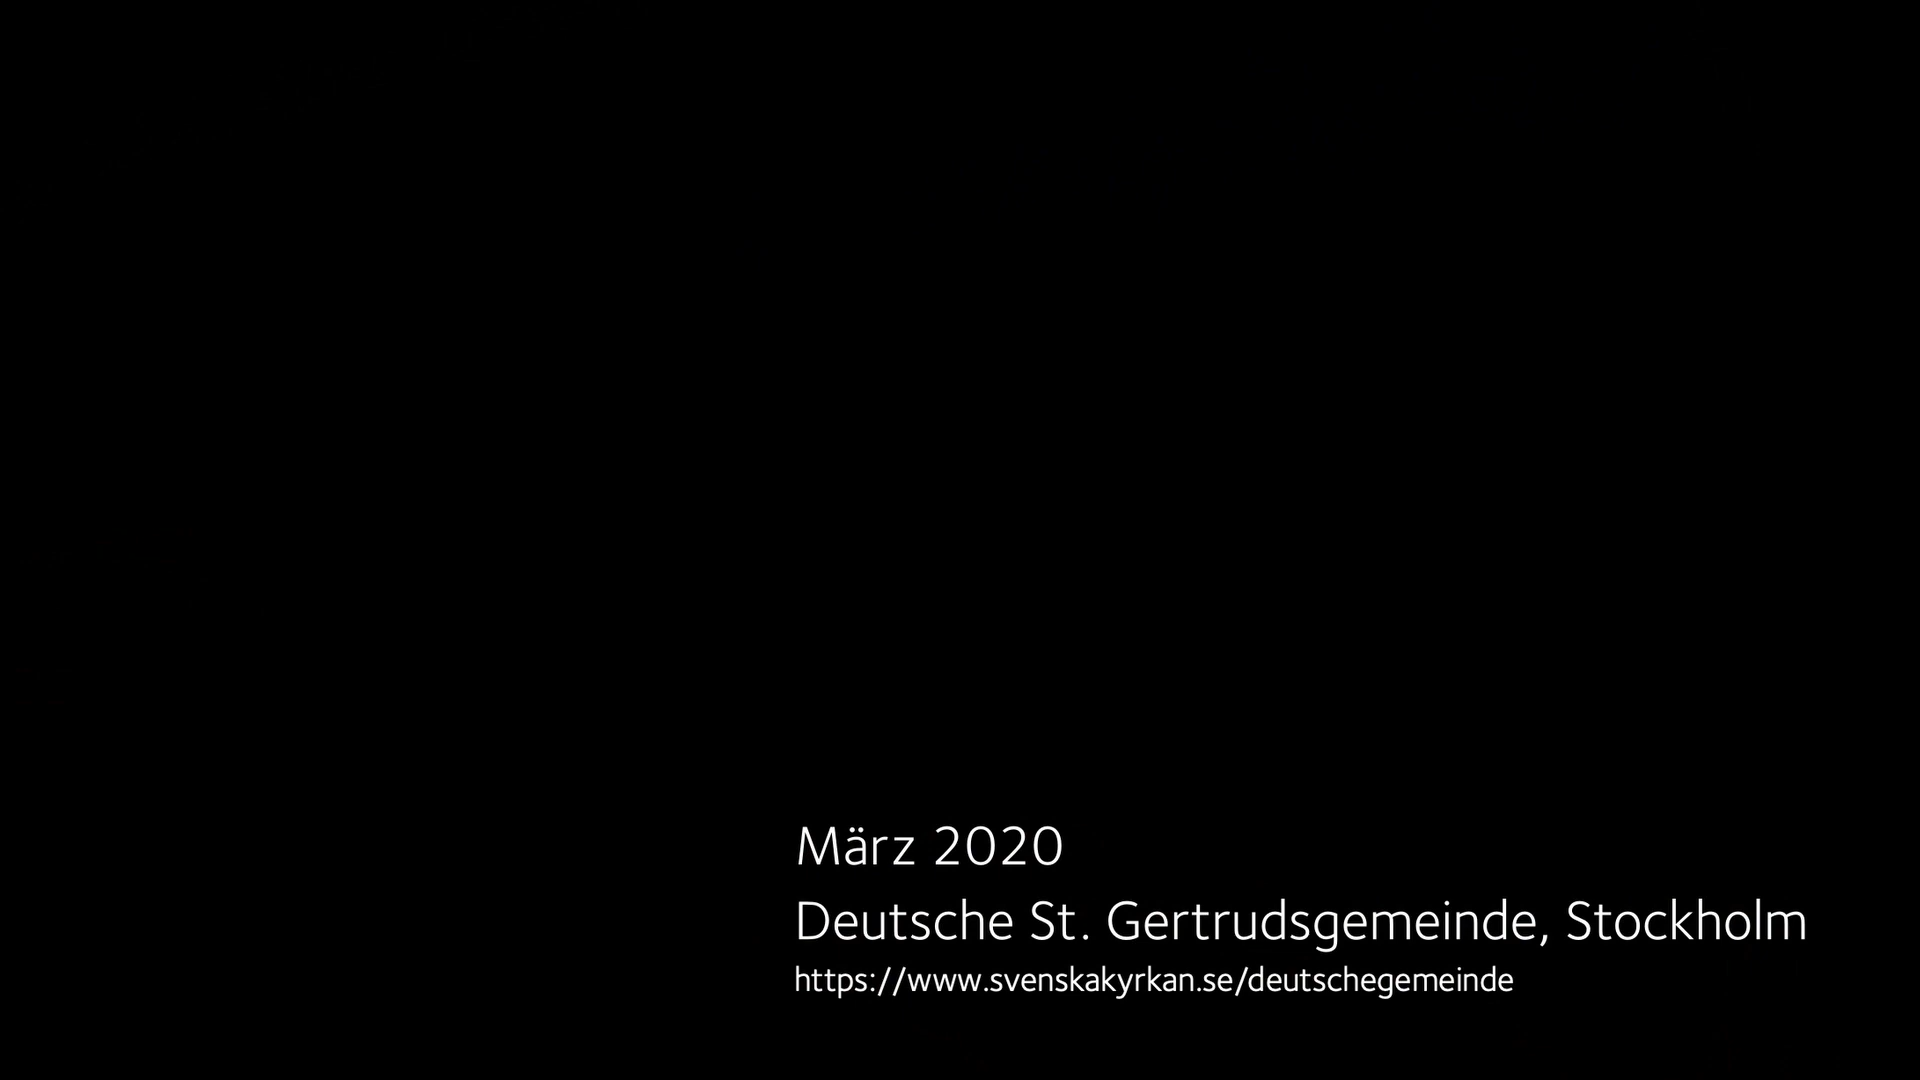 März 2020
Deutsche St. Gertrudsgemeinde, Stockholm
https://www.svenskakyrkan.se/deutschegemeinde